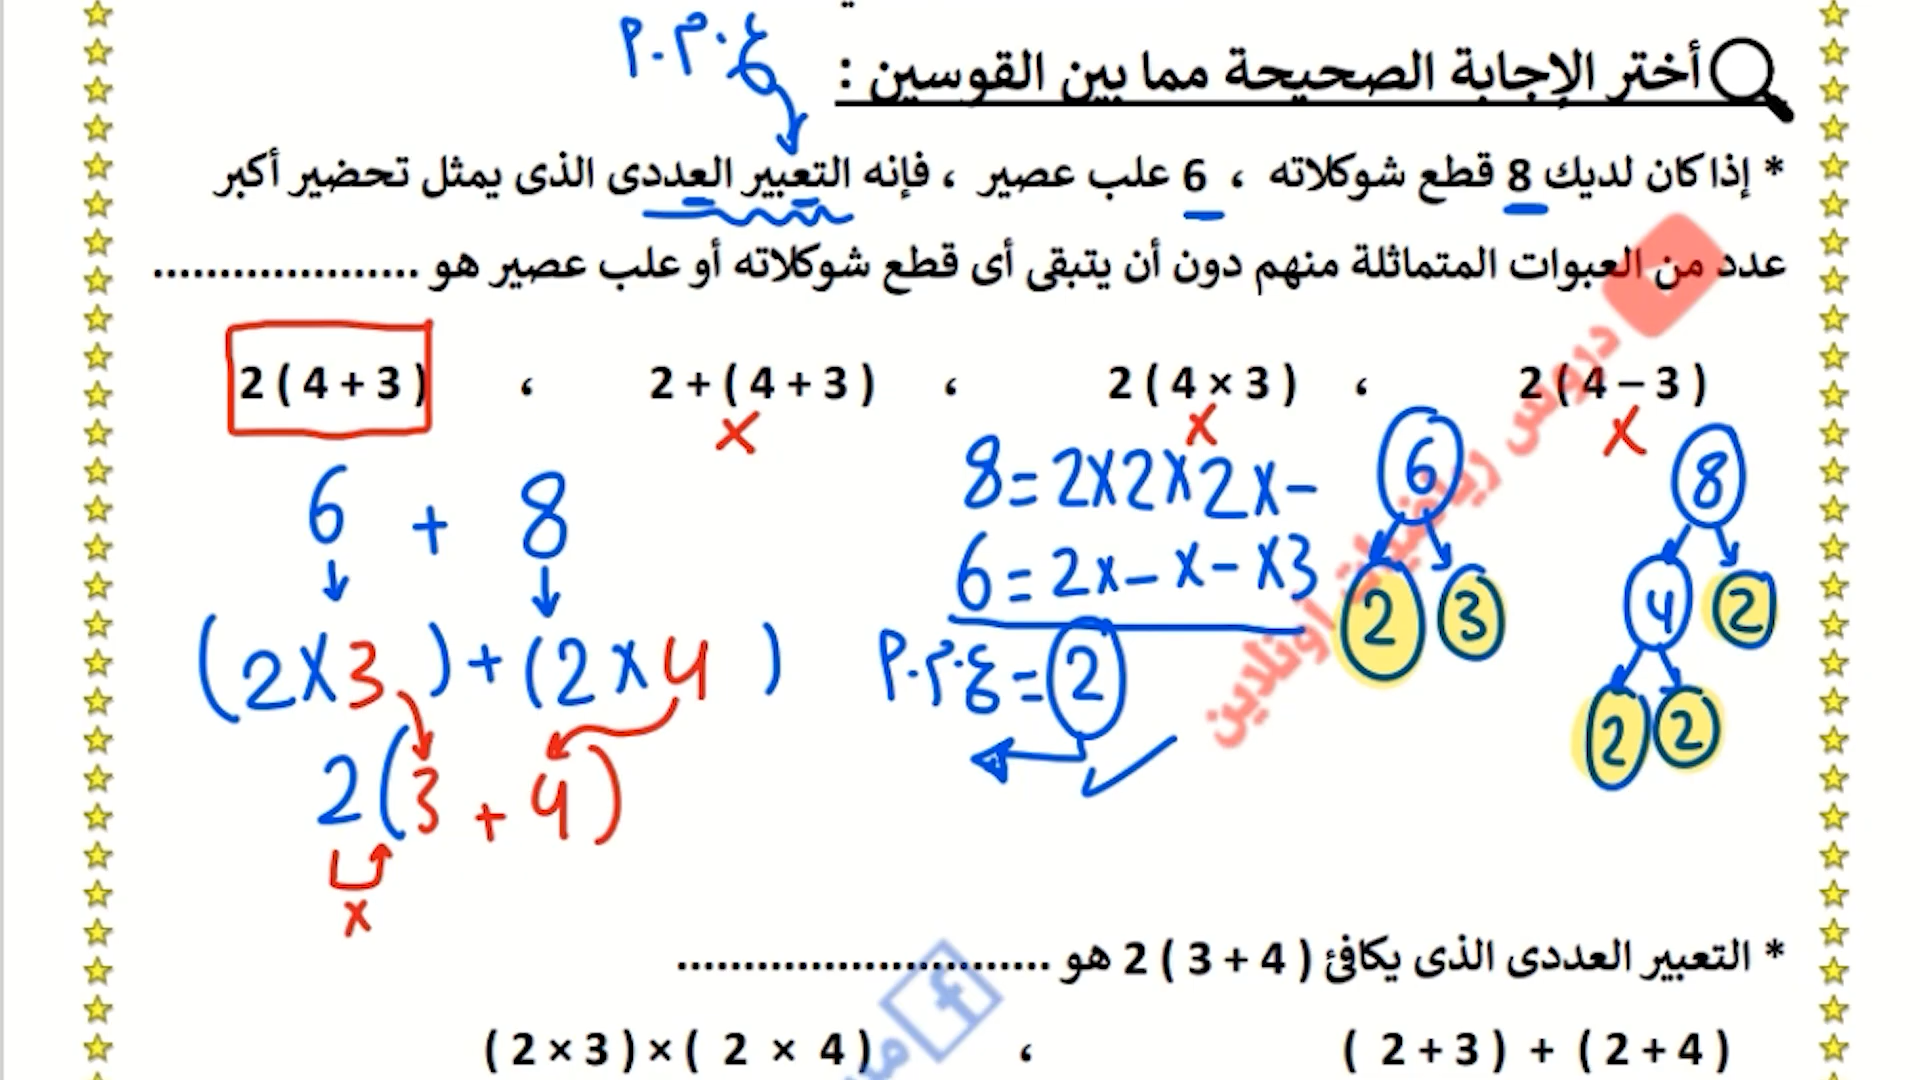 ع.م.P
أختر الإجابة الصحيحة مما بين القوسين :
* إذا كان لديك 8 قطع شوكلاته ، 6 علب عصير ، فإنه التعبير العددى الذى يمثل تحضير أكبر
عدد من العبوات المتماثلة منهم دون أن يتبقى أى قطع شوكلاته أو علب عصير هو .....................
2 ( 4 – 3 ) ، 2 ( 4 × 3 ) ، 2 + ( 4 + 3 ) ، 2 ( 4 + 3 )
x x x
6 + 8
(2 x 3) + (2 x 4)
2 (3 + 4)
x
8 = 2 x 2 x 2 x -
6 = 2 x - x - x 3
ع.م.P = 2
6
2 3
8
4 2
2 2
دروس رياضيات اونلاين
* التعبير العددى الذى يكافئ ( 4 + 3 ) 2 هو .............................
f
( 2 + 3 ) + ( 2 + 4 ) ، ( 2 × 3 ) × ( 2 × 4 )